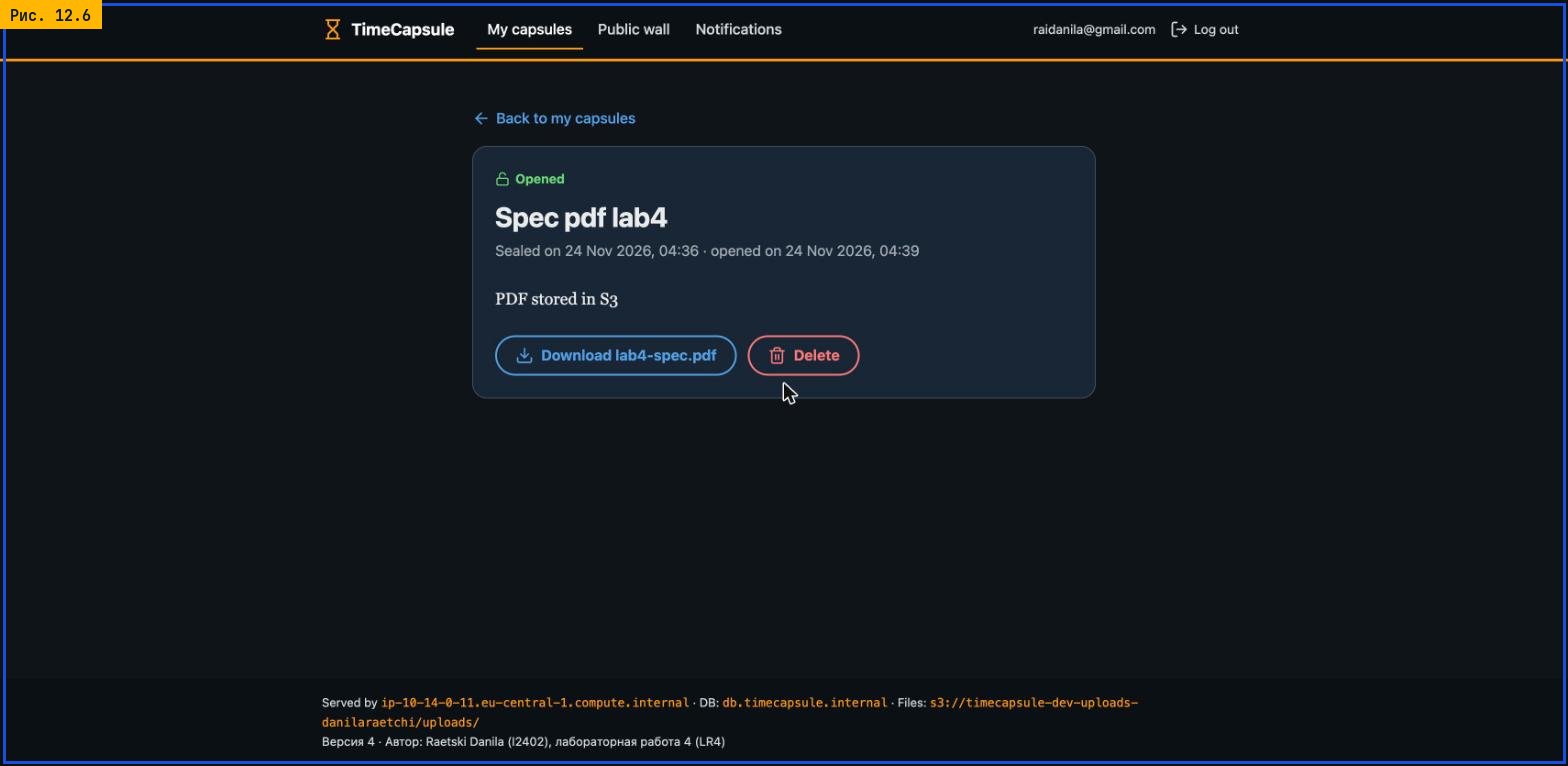 Рис. 12.6
TimeCapsule My capsules Public wall Notifications raidanila@gmail.com Log out
Back to my capsules
Opened
Spec pdf lab4
Sealed on 24 Nov 2026, 04:36 · opened on 24 Nov 2026, 04:39
PDF stored in S3
Download lab4-spec.pdf Delete
Served by ip-10-14-0-11.eu-central-1.compute.internal · DB: db.timecapsule.internal · Files: s3://timecapsule-dev-uploads-
danilaraetchi/uploads/
Версия 4 · Автор: Raetski Danila (I2402), лабораторная работа 4 (LR4)